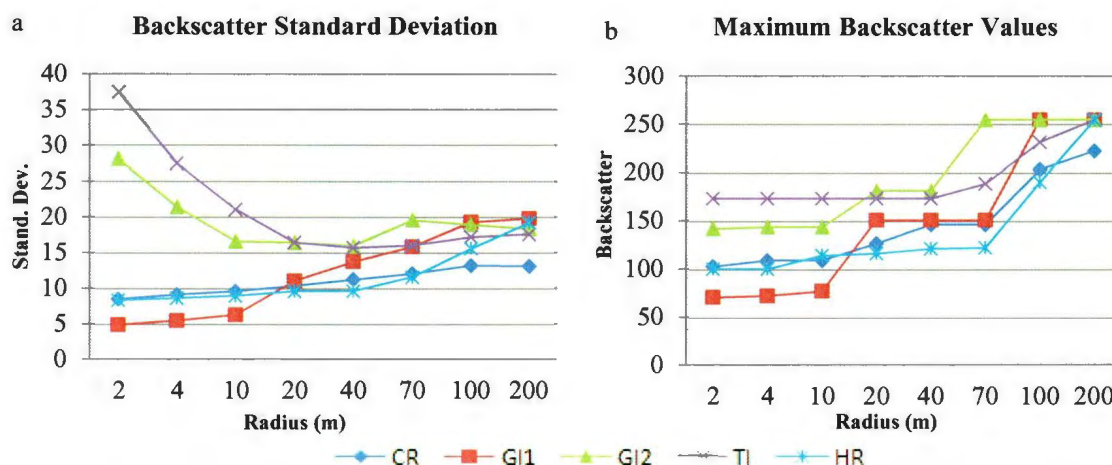 a
Backscatter Standard Deviation
40
35
30
25
20
15
10
5
0
Stand. Dev.
2 4 10 20 40 70 100 200
Radius (m)
b
Maximum Backscatter Values
300
250
200
150
100
50
0
Backscatter
2 4 10 20 40 70 100 200
Radius (m)
CR GI1 GI2 TI HR